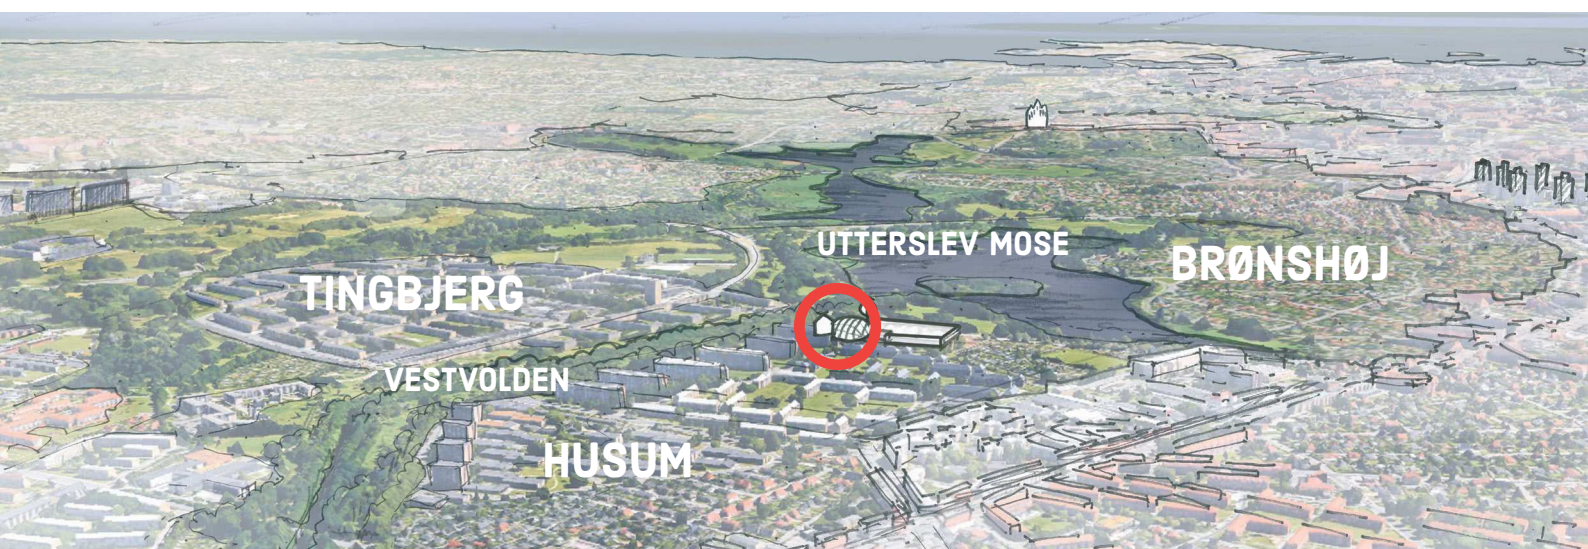 UTTERSLEV MOSE
BRØNSHØJ
TINGBJERG
VESTVOLDEN
HUSUM